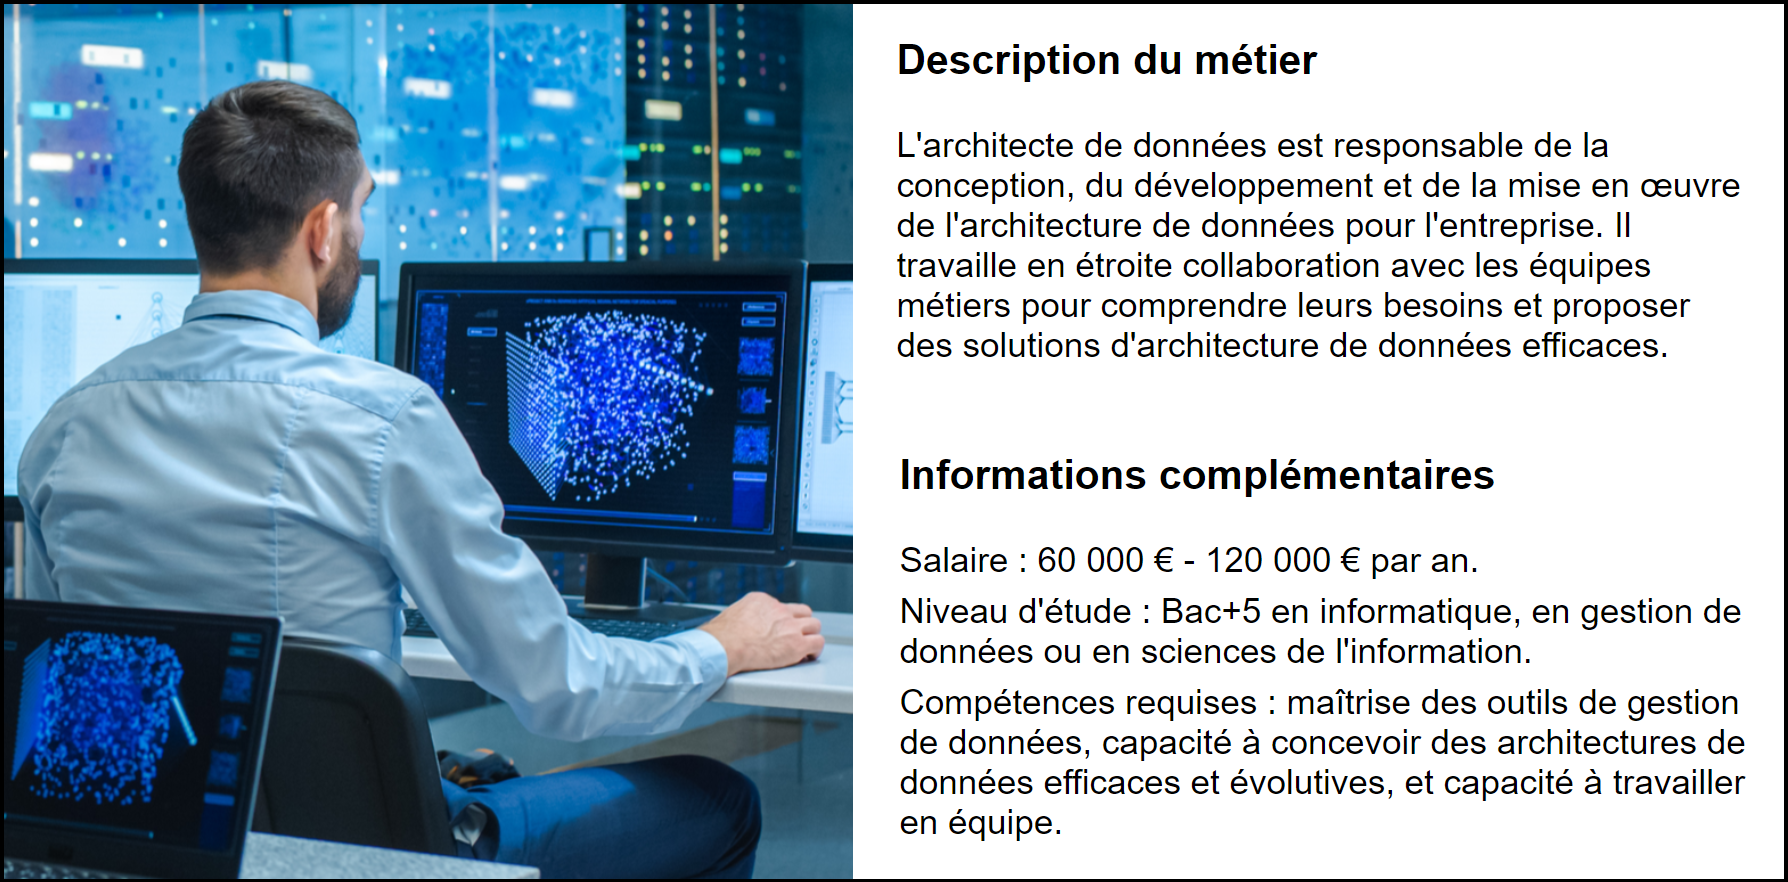 Description du métier
L'architecte de données est responsable de la
conception, du développement et de la mise en œuvre
de l'architecture de données pour l'entreprise. Il
travaille en étroite collaboration avec les équipes
métiers pour comprendre leurs besoins et proposer
des solutions d'architecture de données efficaces.
Informations complémentaires
Salaire : 60 000 € - 120 000 € par an.
Niveau d'étude : Bac+5 en informatique, en gestion de
données ou en sciences de l'information.
Compétences requises : maîtrise des outils de gestion
de données, capacité à concevoir des architectures de
données efficaces et évolutives, et capacité à travailler
en équipe.